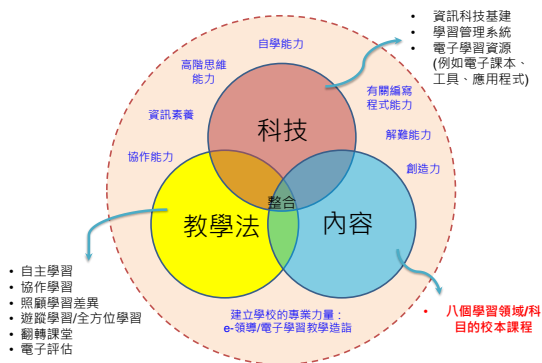 • 資訊科技基建
• 學習管理系統
• 電子學習資源
(例如電子課本、
工具、應用程式)
自學能力
高階思維
能力
有關編寫
程式能力
資訊素養
科技
解難能力
協作能力
創造力
整合
教學法
內容
• 自主學習
• 協作學習
• 照顧學習差異
• 遊蹤學習/全方位學習
• 翻轉課堂
• 電子評估
建立學校的專業力量：
e-領導/電子學習教學造詣
• 八個學習領域/科
目的校本課程